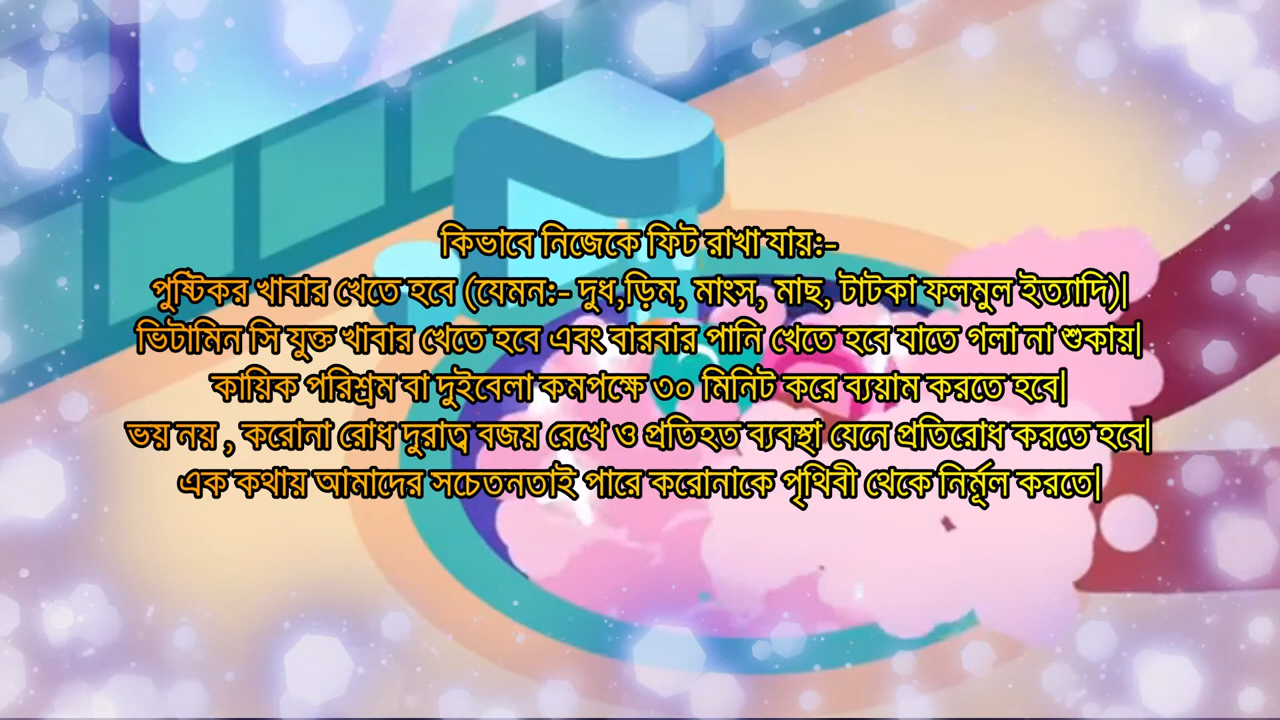 কিভাবে নিজেকে ফিট রাখা যায়:-
পুষ্টিকর খাবার খেতে হবে (যেমন:- দুধ,ড়িম, মাংস, মাছ, টাটকা ফলমুল ইত্যাদি)|
ভিটামিন সি যুক্ত খাবার খেতে হবে এবং বারবার পানি খেতে হবে যাতে গলা না শুকায়|
কায়িক পরিশ্রম বা দুইবেলা কমপক্ষে ৩০ মিনিট করে ব্যয়াম করতে হবে|
ভয় নয় , করোনা রোধ দুরাত্ব বজয় রেখে ও প্রতিহত ব্যবস্থা যেনে প্রতিরোধ করতে হবে|
এক কথায় আমাদের সচেতনতাই পারে করোনাকে পৃথিবী থেকে নির্মূল করতে|